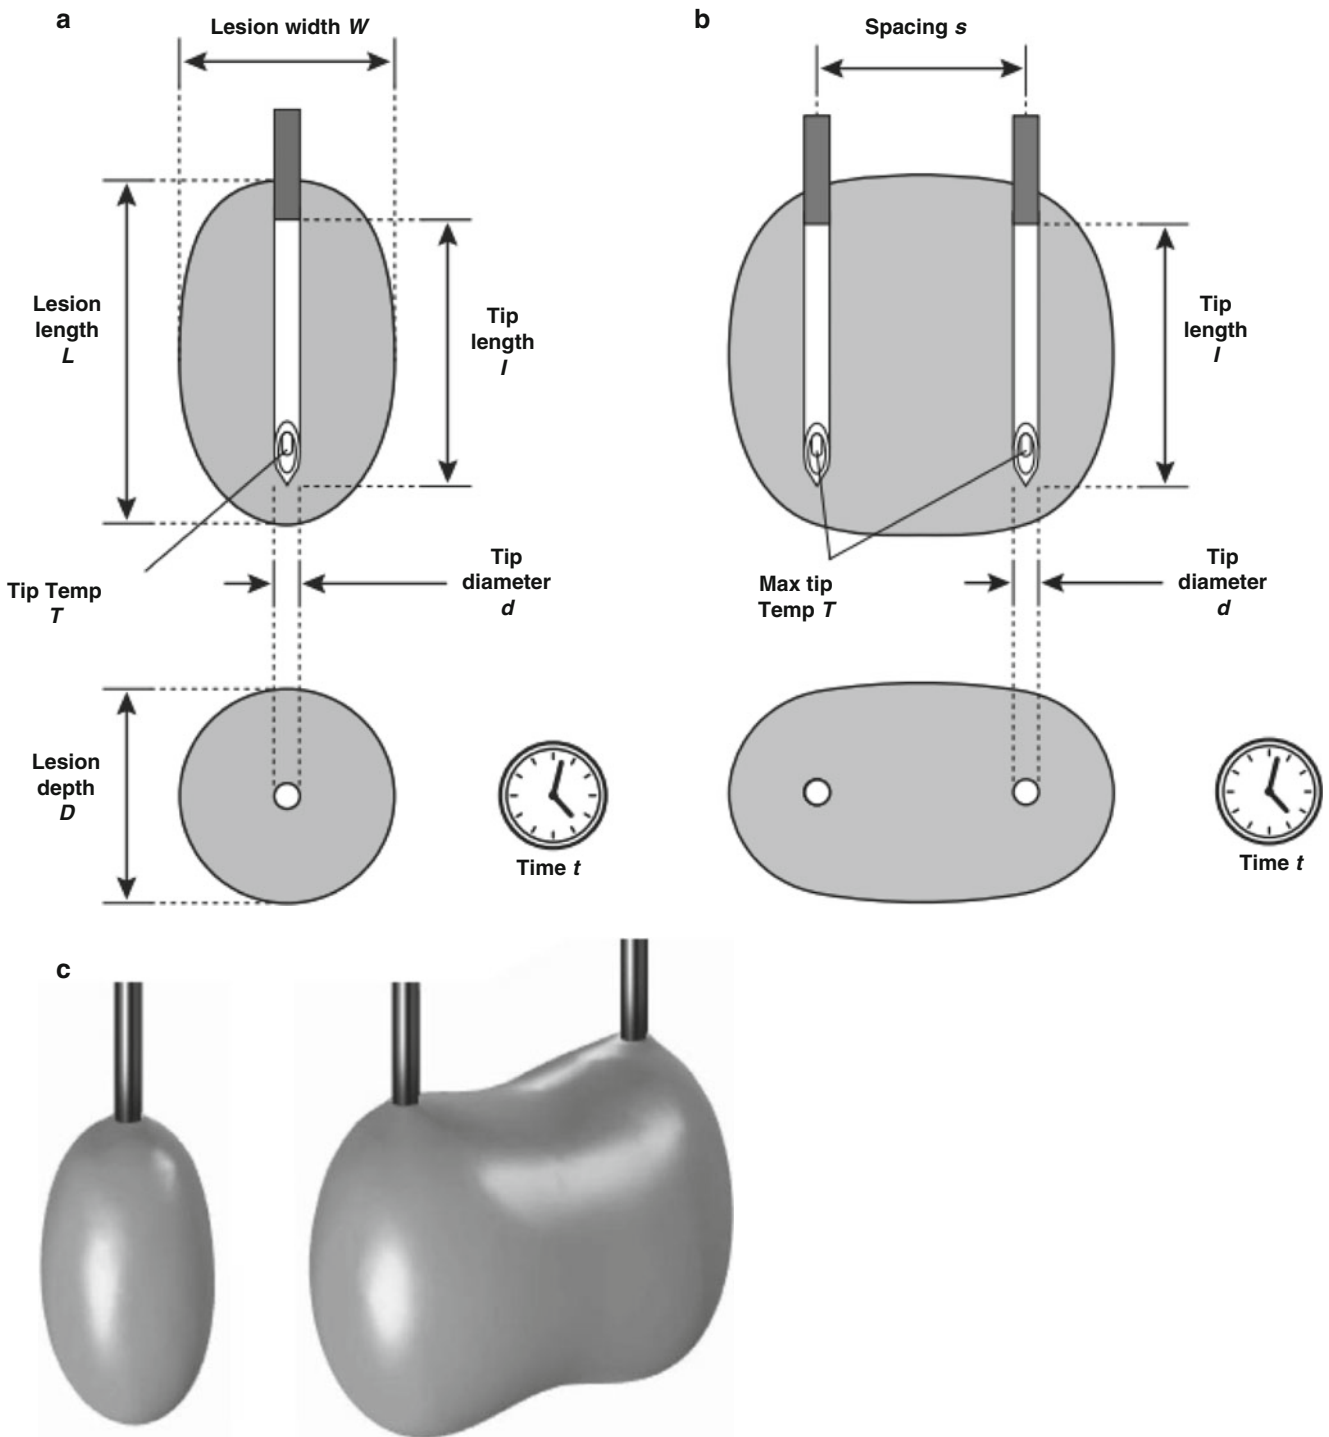 a
Lesion width W
Lesion
length
L
Tip
length
l
Tip Temp
T
Tip
diameter
d
Lesion
depth
D
Time t
b
Spacing s
Tip
length
l
Max tip
Temp T
Tip
diameter
d
Time t
c